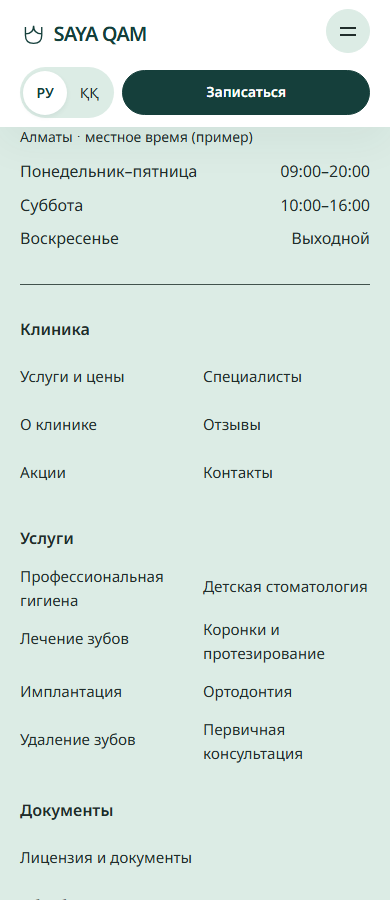 SAYA QAM
РУ ҚҚ
Записаться
Алматы · местное время (пример)
Понедельник–пятница 09:00–20:00
Суббота 10:00–16:00
Воскресенье Выходной
Клиника
Услуги и цены Специалисты
О клинике Отзывы
Акции Контакты
Услуги
Профессиональная гигиена
Детская стоматология
Лечение зубов
Коронки и протезирование
Имплантация
Ортодонтия
Удаление зубов
Первичная консультация
Документы
Лицензия и документы